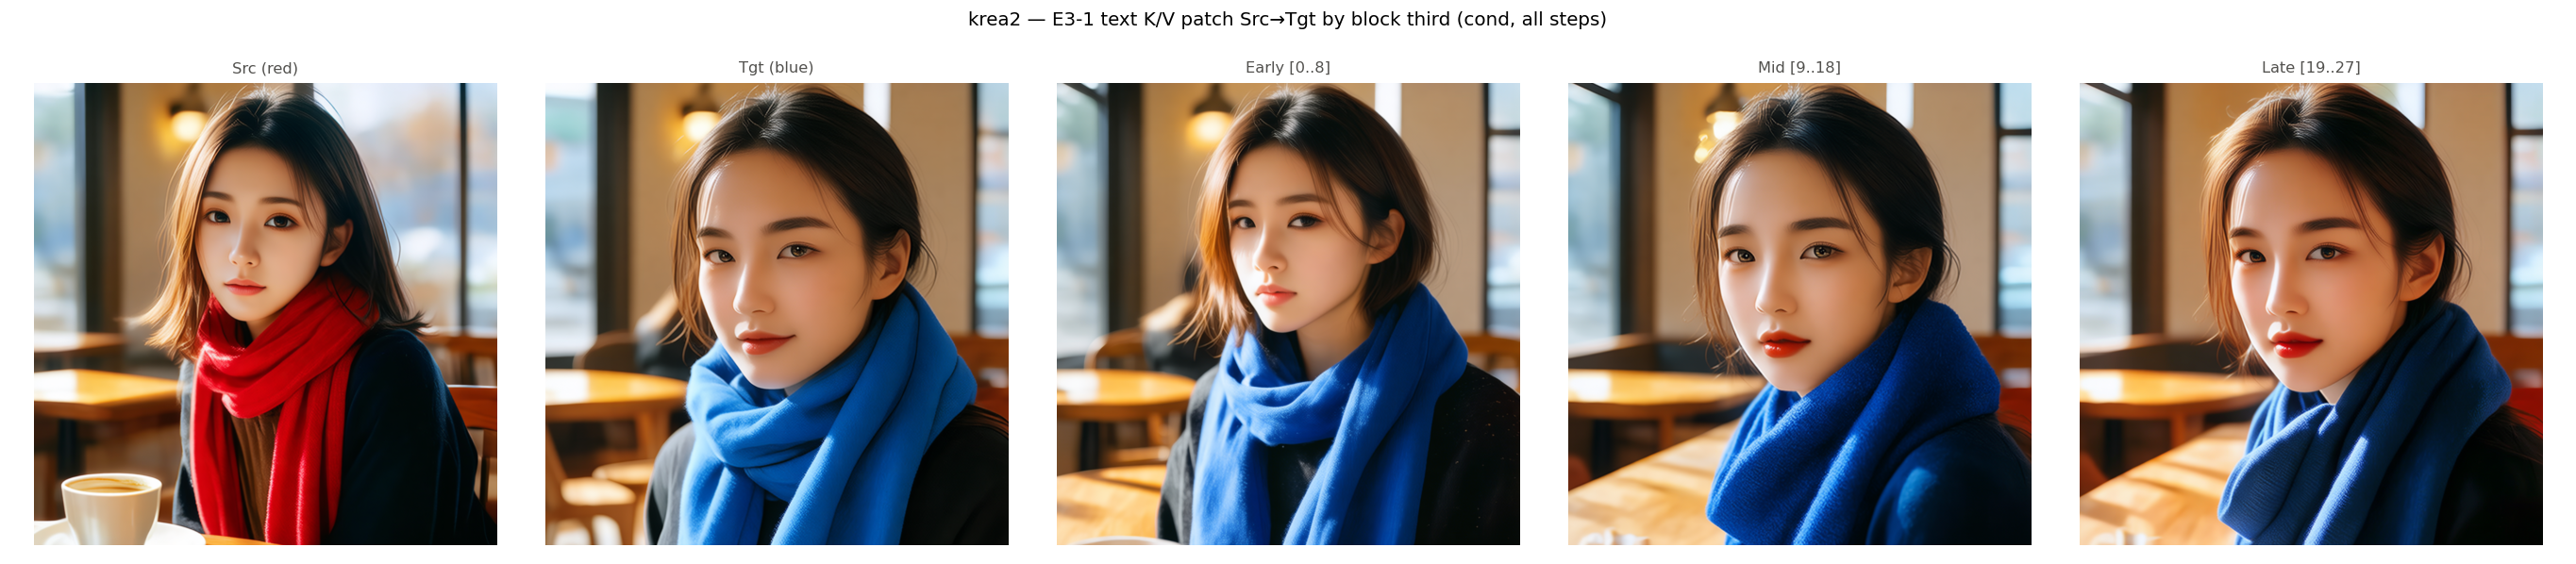 krea2 — E3-1 text K/V patch Src→Tgt by block third (cond, all steps)
Src (red)
Tgt (blue)
Early [0..8]
Mid [9..18]
Late [19..27]